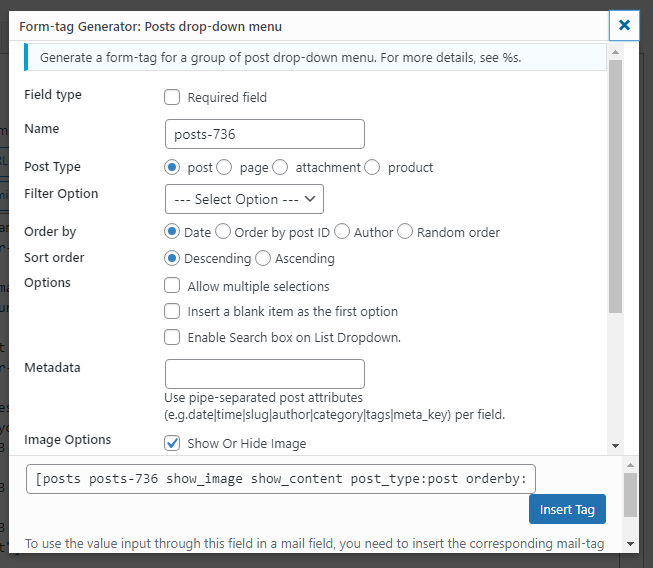 Form-tag Generator: Posts drop-down menu
Generate a form-tag for a group of post drop-down menu. For more details, see %s.
Field type
Required field
Name
posts-736
Post Type
post page attachment product
Filter Option
--- Select Option ---
Order by
Date Order by post ID Author Random order
Sort order
Descending Ascending
Options
Allow multiple selections
Insert a blank item as the first option
Enable Search box on List Dropdown.
Metadata
Use pipe-separated post attributes
(e.g.date|time|slug|author|category|tags|meta_key) per field.
Image Options
Show Or Hide Image
[posts posts-736 show_image show_content post_type:post orderby:
Insert Tag
To use the value input through this field in a mail field, you need to insert the corresponding mail-tag